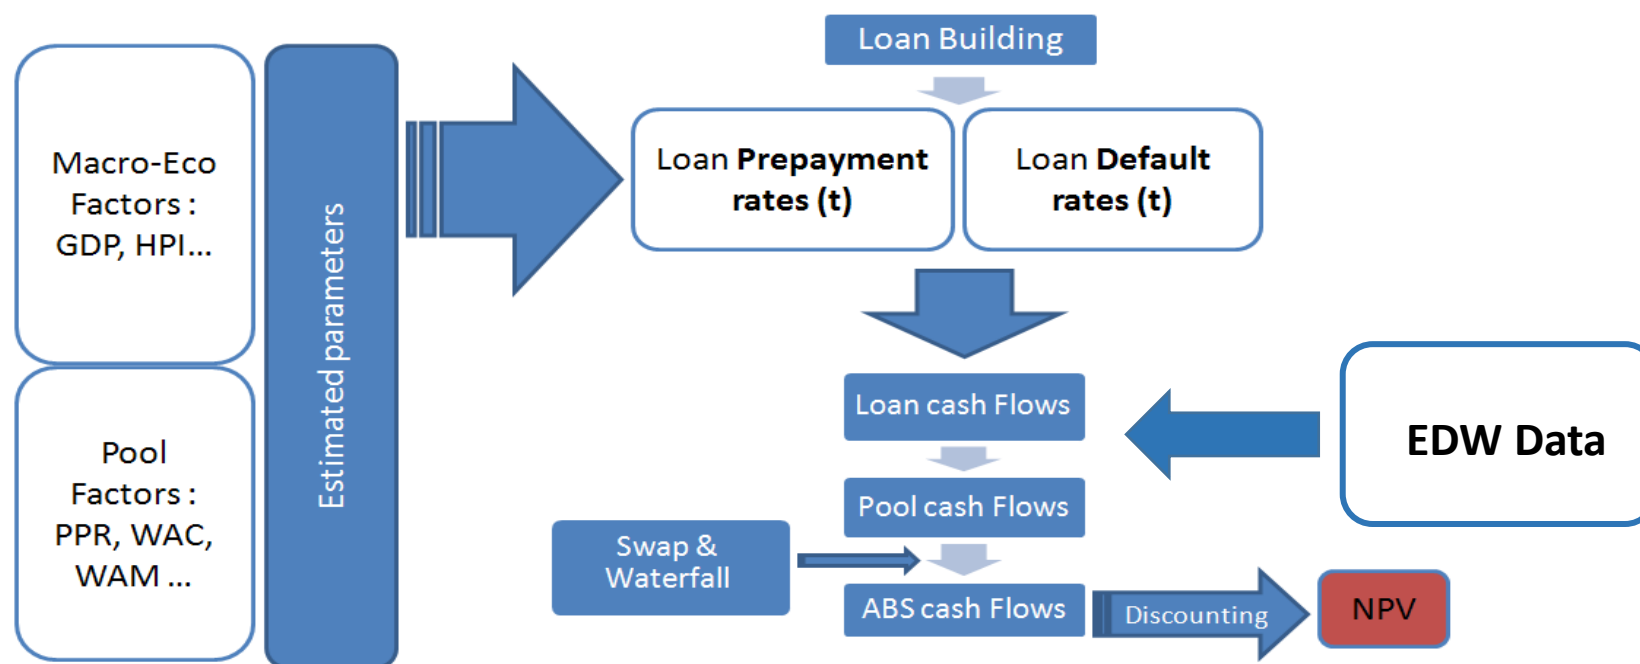 Macro-Eco
Factors :
GDP, HPI...
Pool
Factors :
PPR, WAC,
WAM ...
Estimated parameters
Loan Building
Loan Prepayment
rates (t)
Loan Default
rates (t)
Loan cash Flows
EDW Data
Pool cash Flows
Swap &
Waterfall
ABS cash Flows
Discounting
NPV